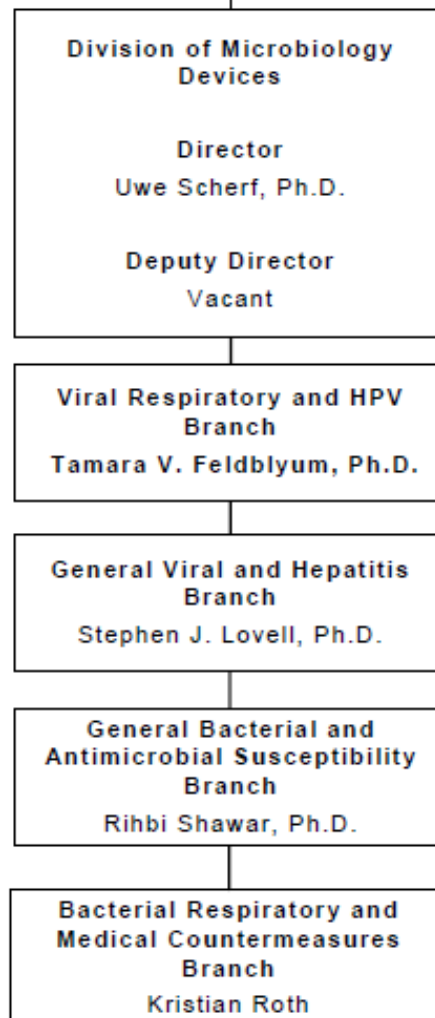 Division of Microbiology
Devices
Director
Uwe Scherf, Ph.D.
Deputy Director
Vacant
Viral Respiratory and HPV
Branch
Tamara V. Feldblyum, Ph.D.
General Viral and Hepatitis
Branch
Stephen J. Lovell, Ph.D.
General Bacterial and
Antimicrobial Susceptibility
Branch
Rihbi Shawar, Ph.D.
Bacterial Respiratory and
Medical Countermeasures
Branch
Kristian Roth